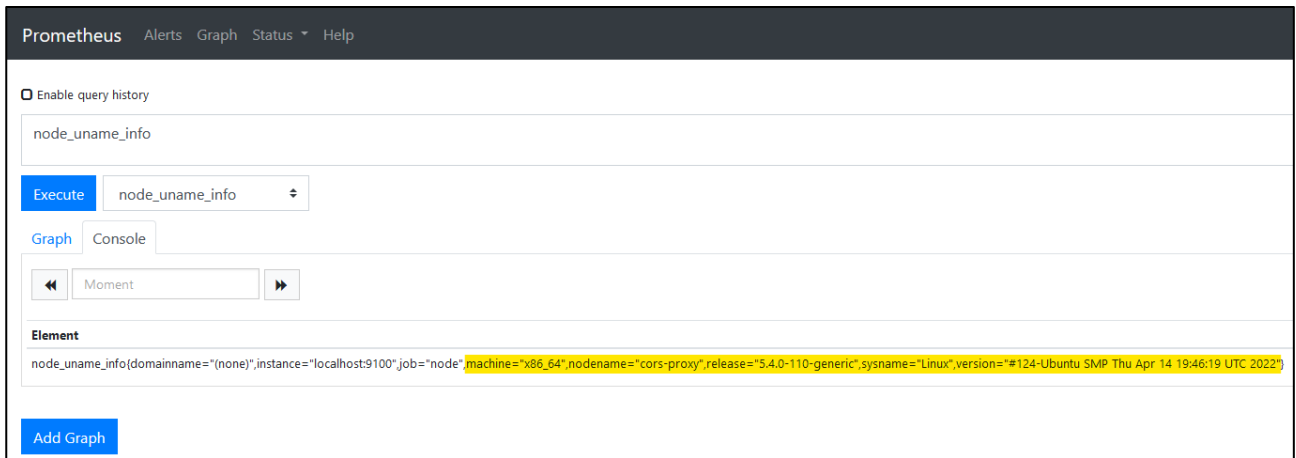 Prometheus Alerts Graph Status Help
Enable query history
node_uname_info
Execute node_uname_info
Graph Console
Moment
Element
node_uname_info{domainname="(none)",instance="localhost:9100",job="node",machine="x86_64",nodename="cors-proxy",release="5.4.0-110-generic",sysname="Linux",version="#124-Ubuntu SMP Thu Apr 14 19:46:19 UTC 2022"}
Add Graph